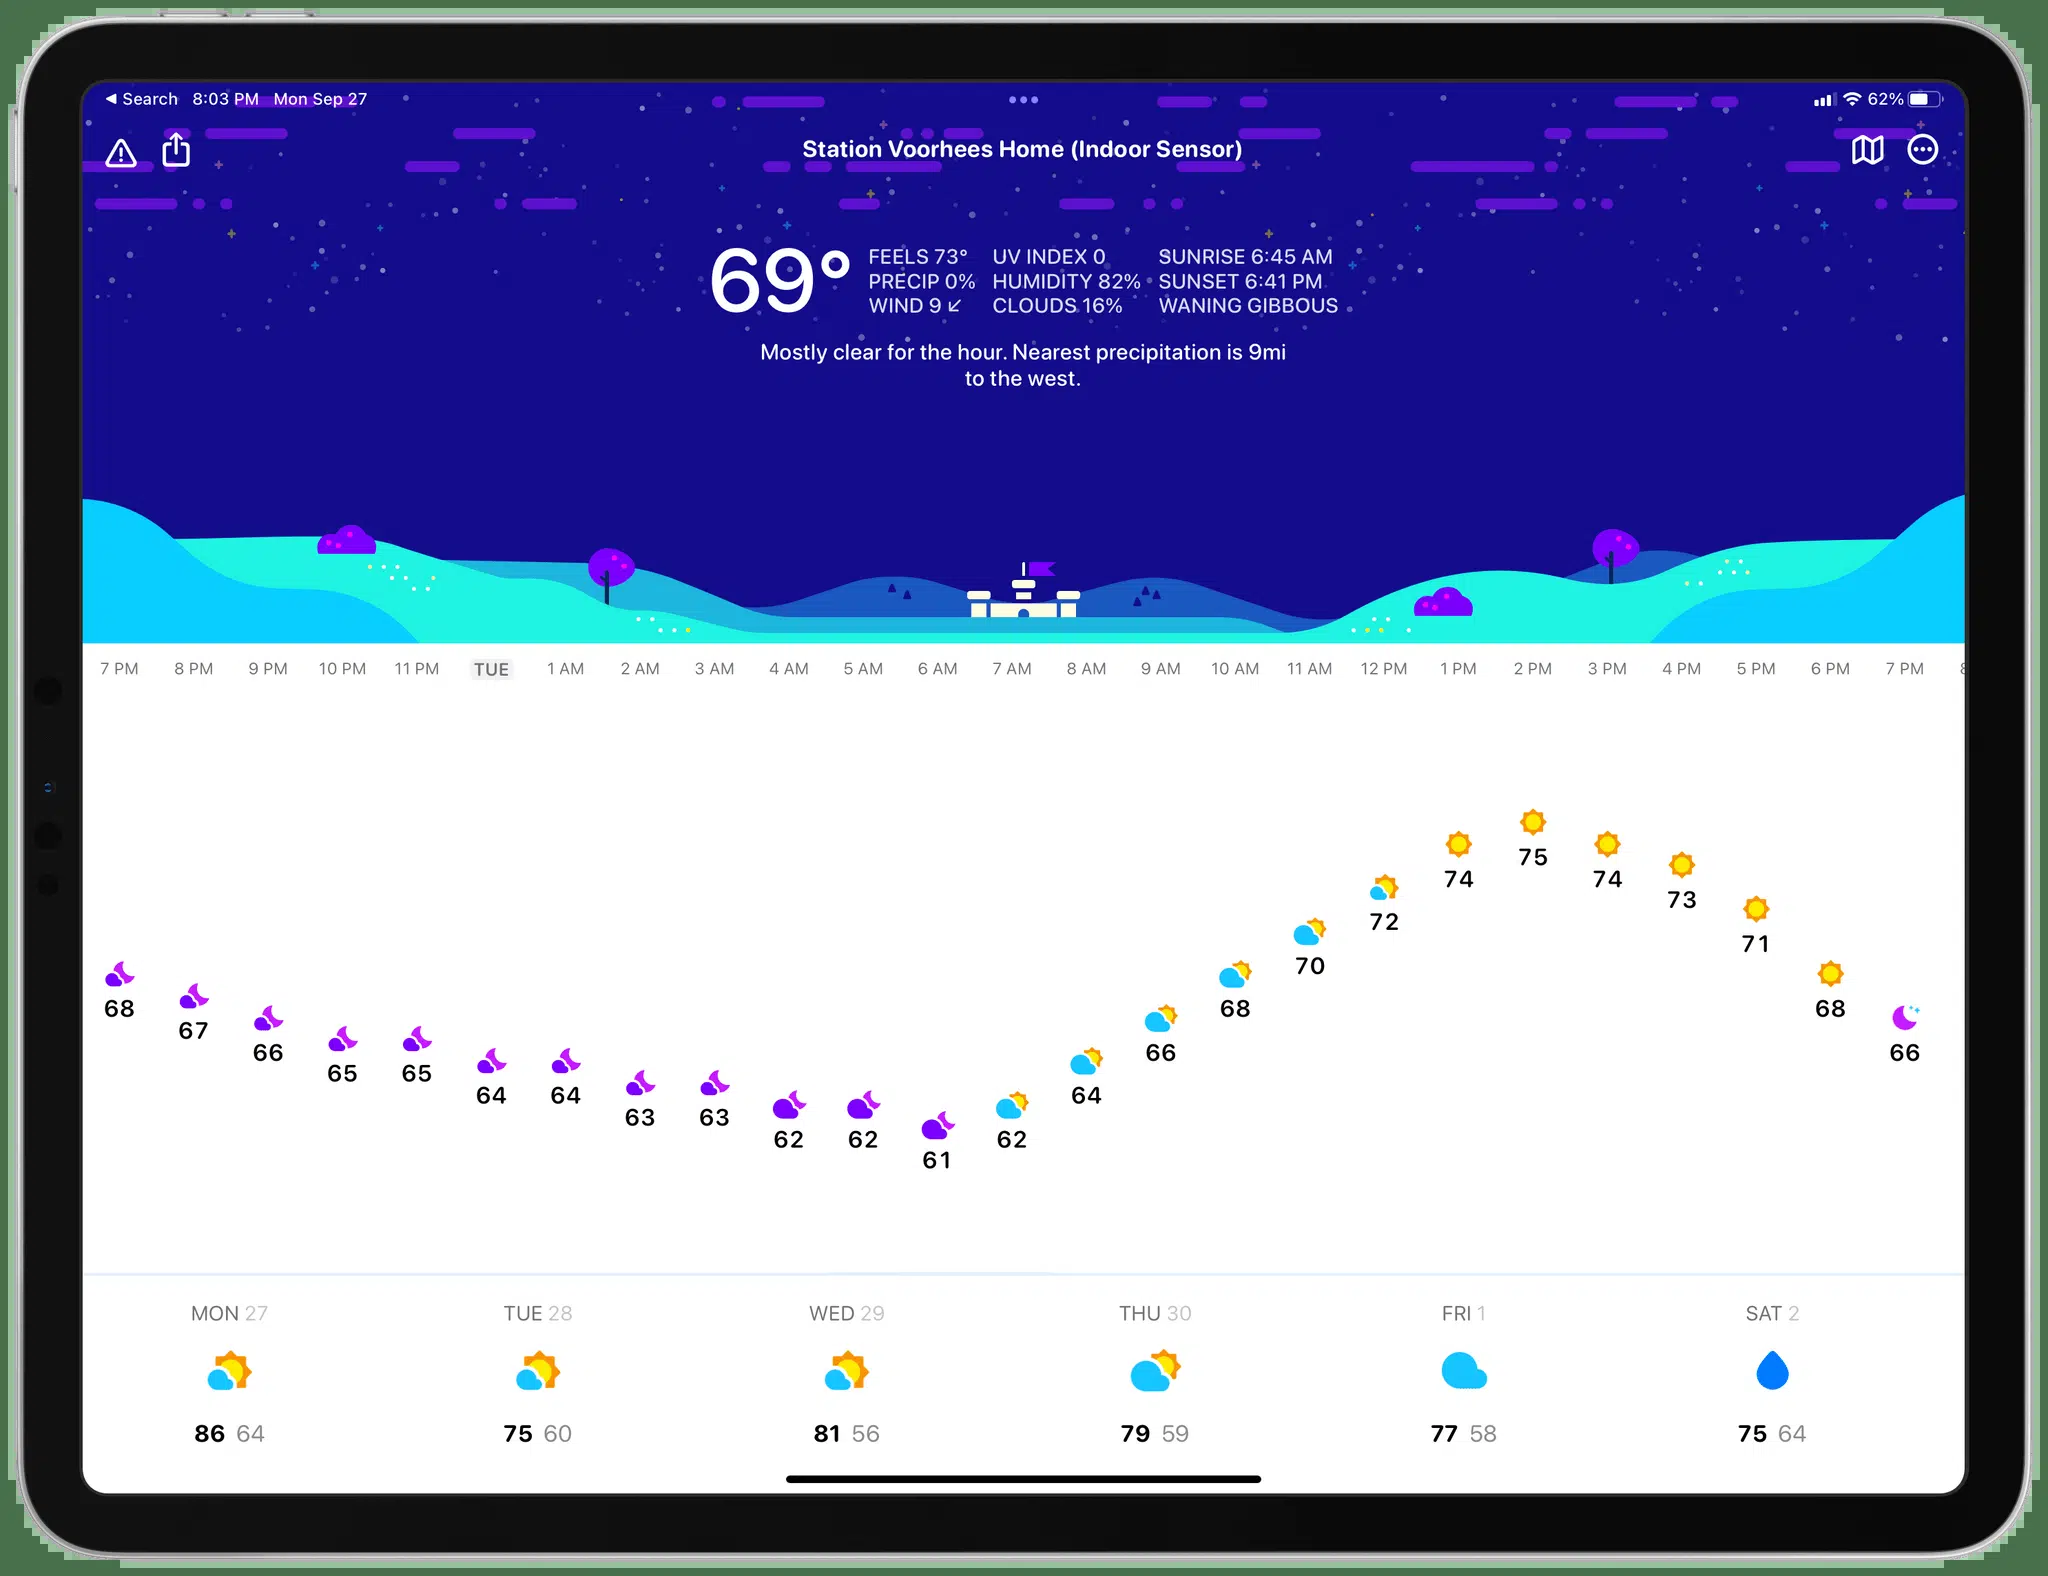 ◀ Search 8:03 PM Mon Sep 27
62%
Station Voorhees Home (Indoor Sensor)
69°
FEELS 73° UV INDEX 0 SUNRISE 6:45 AM
PRECIP 0% HUMIDITY 82% SUNSET 6:41 PM
WIND 9 ↙ CLOUDS 16% WANING GIBBOUS
Mostly clear for the hour. Nearest precipitation is 9mi
to the west.
7 PM 8 PM 9 PM 10 PM 11 PM TUE 1 AM 2 AM 3 AM 4 AM 5 AM 6 AM 7 AM 8 AM 9 AM 10 AM 11 AM 12 PM 1 PM 2 PM 3 PM 4 PM 5 PM 6 PM 7 PM
68 67 66 65 65 64 64 63 63 62 62 61 62 64 66 68 70 72 74 75 74 73 71 68 66
MON 27 TUE 28 WED 29 THU 30 FRI 1 SAT 2
86 64 75 60 81 56 79 59 77 58 75 64